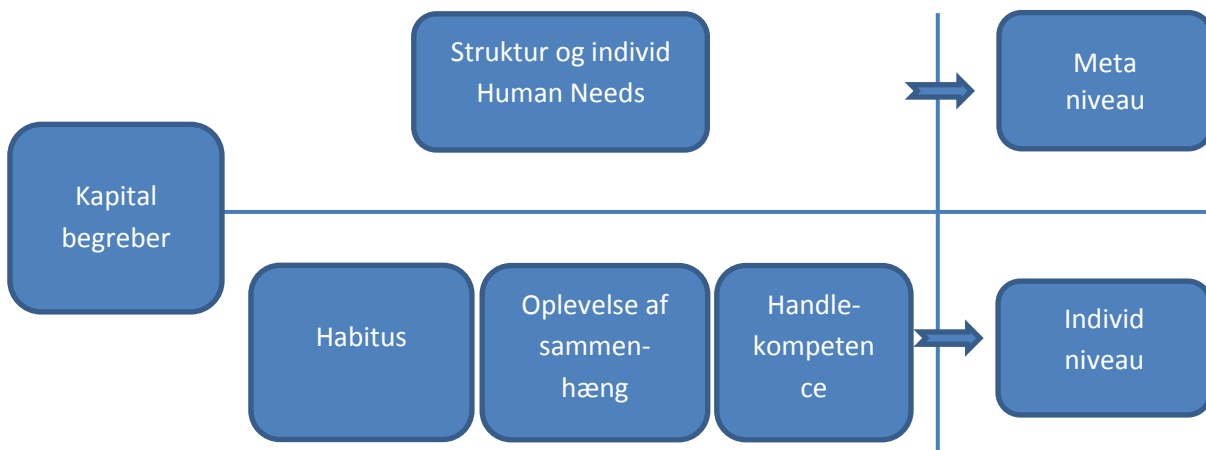 Struktur og individ
Human Needs
Meta
niveau
Kapital
begreber
Habitus
Oplevelse af
sammen-
hæng
Handle-
kompeten
ce
Individ
niveau